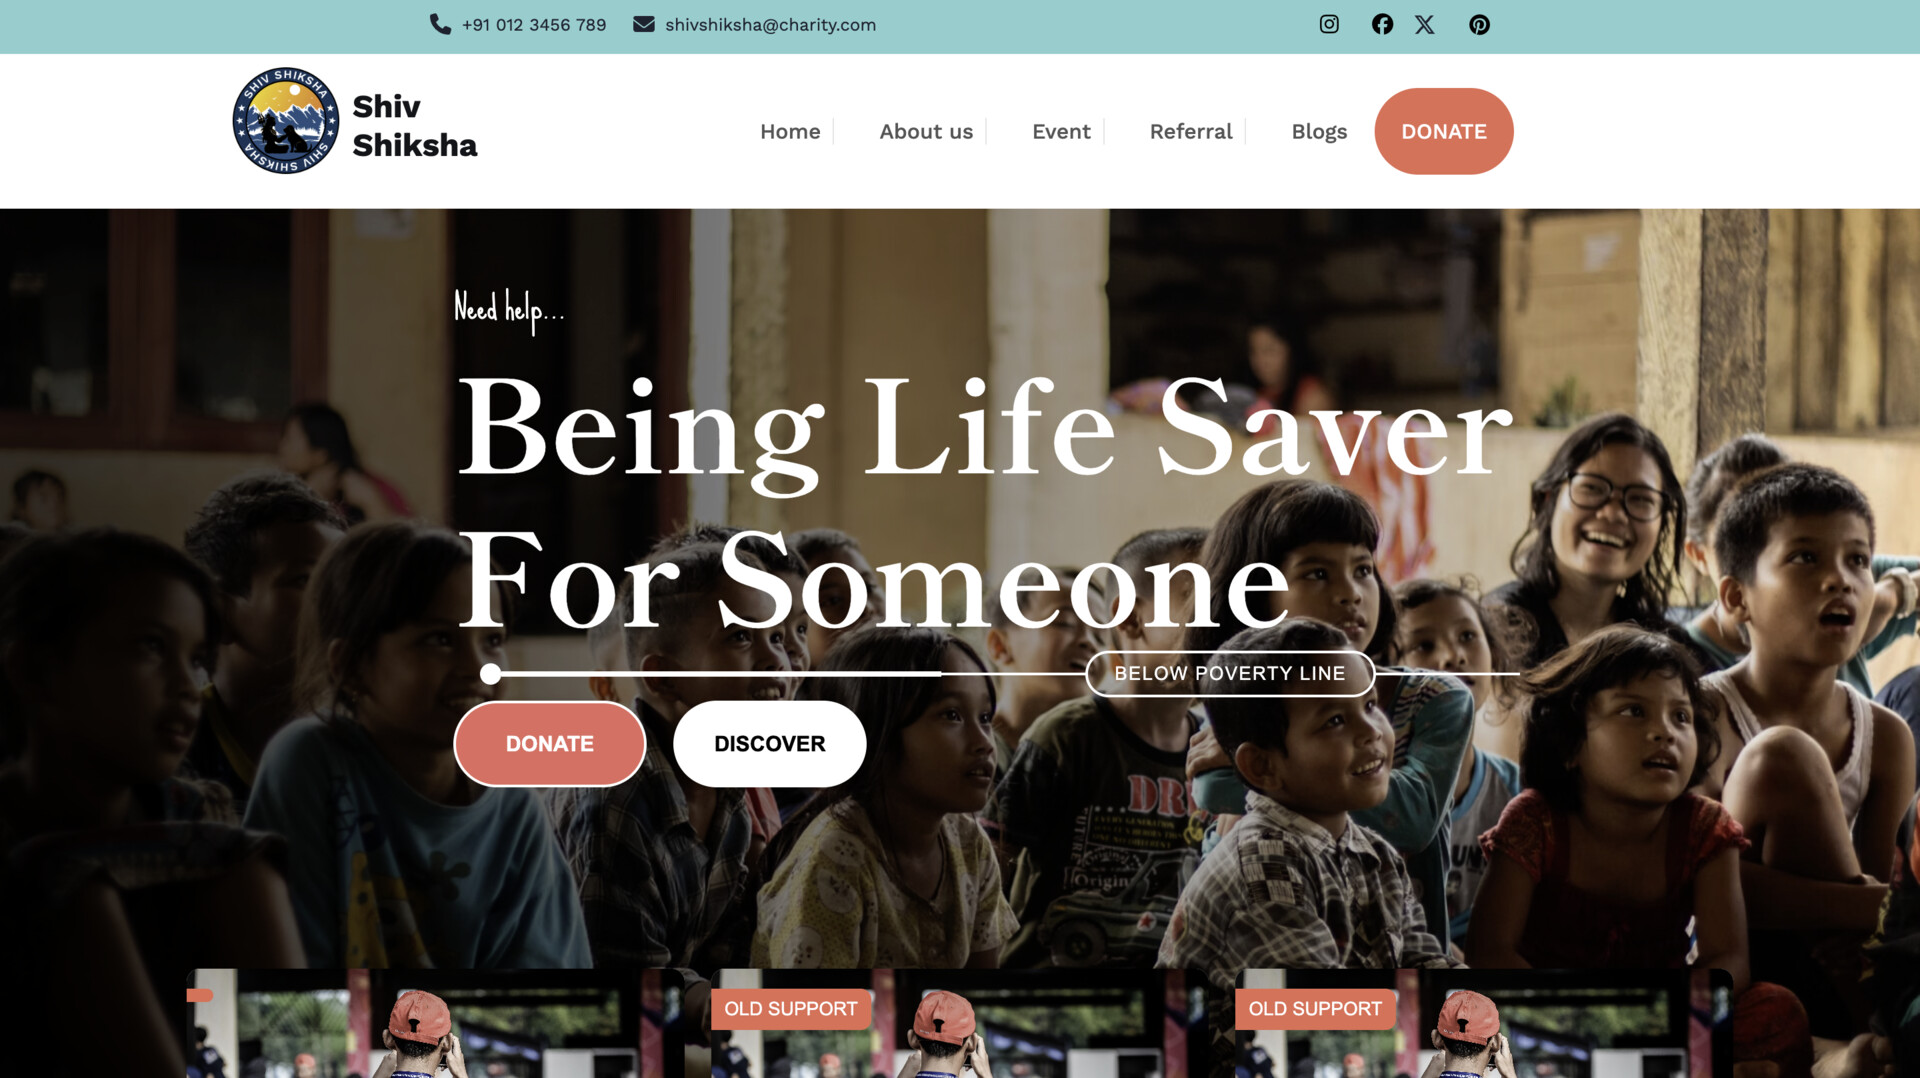 +91 012 3456 789 shivshiksha@charity.com
SHIV SHIKSHA
SHIV SHIKSHA
Shiv
Shiksha
Home About us Event Referral Blogs DONATE
Need help...
Being Life Saver
For Someone
BELOW POVERTY LINE
DONATE DISCOVER
Origin
OLD SUPPORT OLD SUPPORT